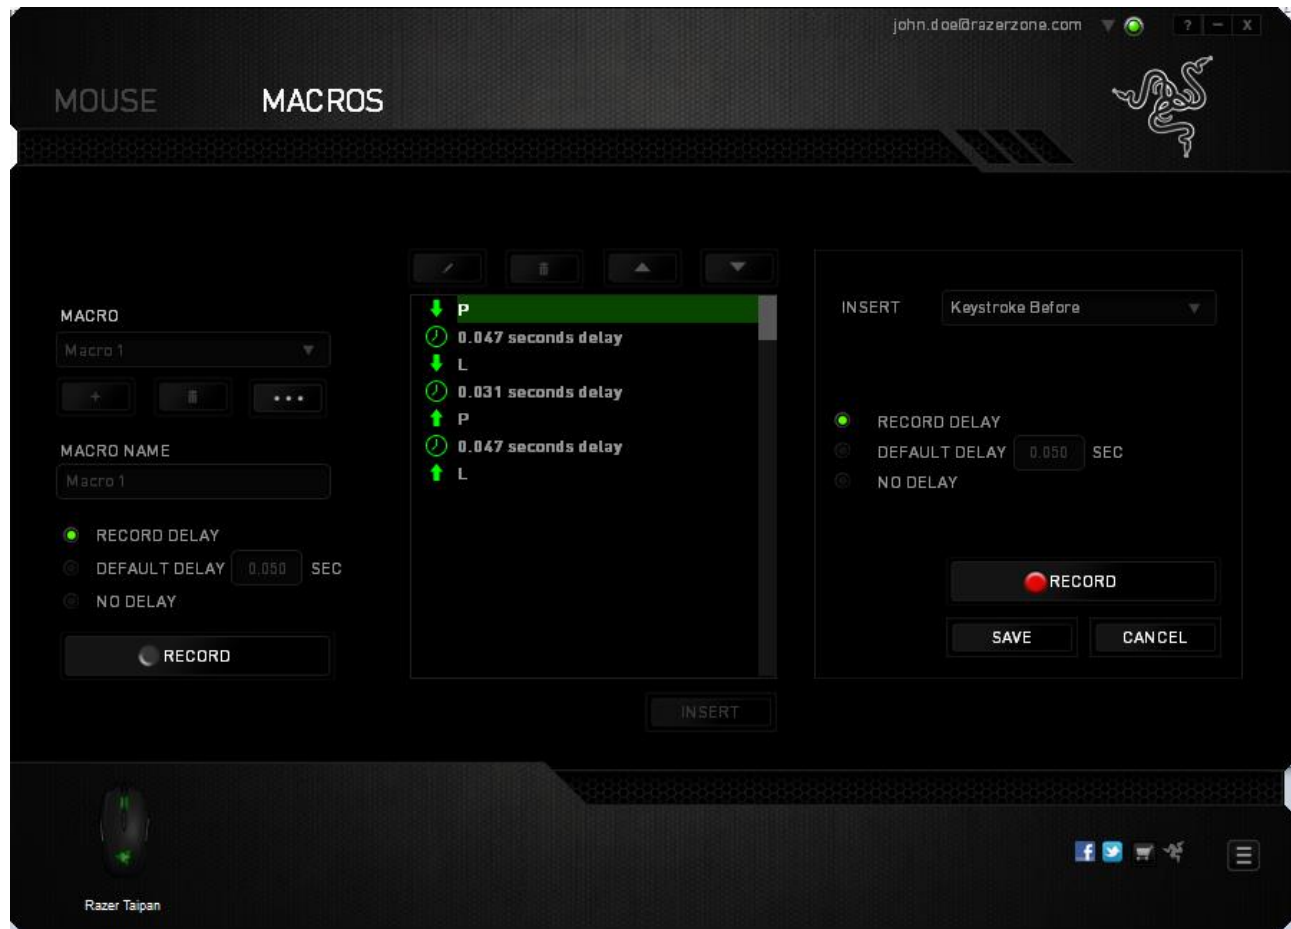 john.doe@razerzone.com
? - X
MOUSE
MACROS
MACRO
Macro 1
+
...
MACRO NAME
Macro 1
RECORD DELAY
DEFAULT DELAY 0.050 SEC
NO DELAY
RECORD
P
0.047 seconds delay
L
0.031 seconds delay
P
0.047 seconds delay
L
INSERT
INSERT Keystroke Before
RECORD DELAY
DEFAULT DELAY 0.050 SEC
NO DELAY
RECORD
SAVE CANCEL
Razer Taipan
f